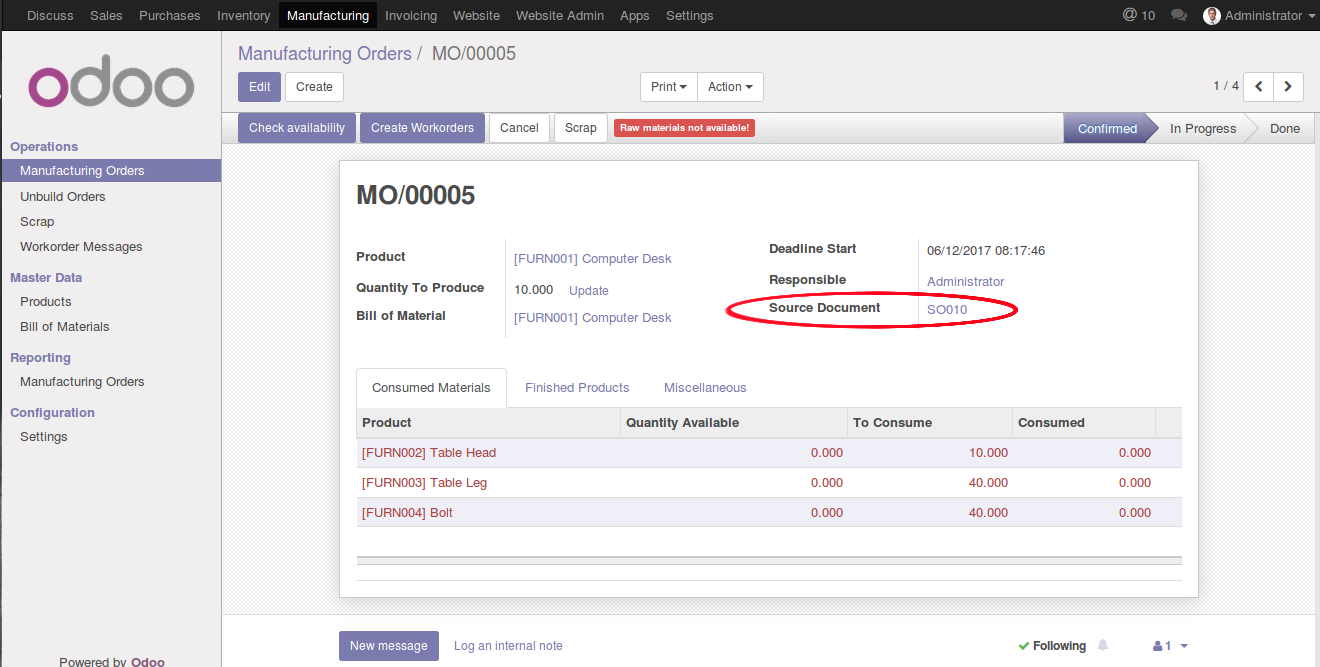 Discuss Sales Purchases Inventory Manufacturing Invoicing Website Website Admin Apps Settings @ 10 Administrator
odoo
Operations
Manufacturing Orders
Unbuild Orders
Scrap
Workorder Messages
Master Data
Products
Bill of Materials
Reporting
Manufacturing Orders
Configuration
Settings
Powered by Odoo
Manufacturing Orders / MO/00005
Edit Create Print Action 1 / 4
Check availability Create Workorders Cancel Scrap Raw materials not available! Confirmed In Progress Done
MO/00005
Product [FURN001] Computer Desk
Quantity To Produce 10.000 Update
Bill of Material [FURN001] Computer Desk
Deadline Start 06/12/2017 08:17:46
Responsible Administrator
Source Document SO010
Consumed Materials Finished Products Miscellaneous
Product Quantity Available To Consume Consumed
[FURN002] Table Head 0.000 10.000 0.000
[FURN003] Table Leg 0.000 40.000 0.000
[FURN004] Bolt 0.000 40.000 0.000
New message Log an internal note Following 1